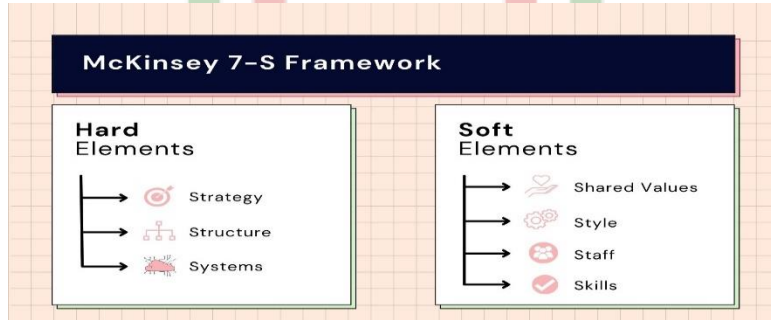 McKinsey 7-S Framework
Hard
Elements
Strategy
Structure
Systems
Soft
Elements
Shared Values
Style
Staff
Skills